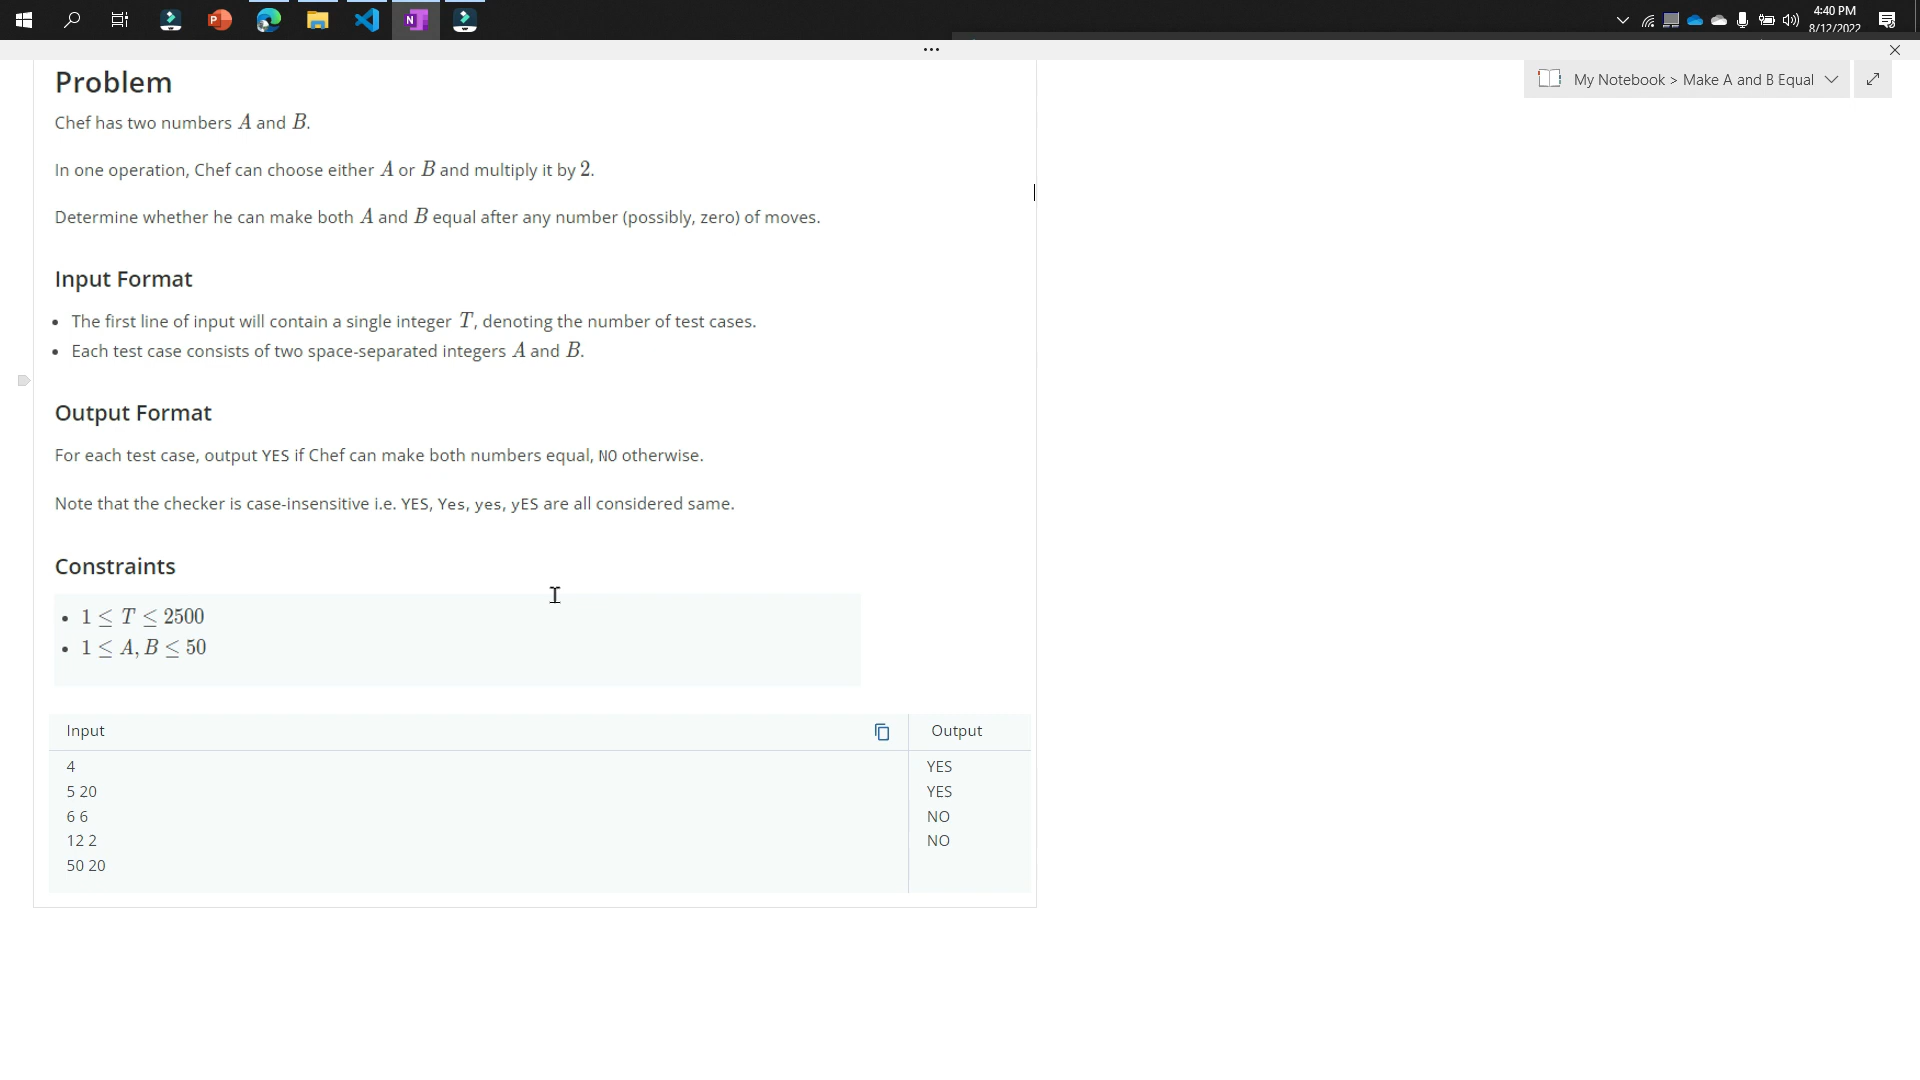 4:40 PM
8/12/2022
My Notebook > Make A and B Equal
Problem
Chef has two numbers A and B.
In one operation, Chef can choose either A or B and multiply it by 2.
Determine whether he can make both A and B equal after any number (possibly, zero) of moves.
Input Format
• The first line of input will contain a single integer T, denoting the number of test cases.
• Each test case consists of two space-separated integers A and B.
Output Format
For each test case, output YES if Chef can make both numbers equal, NO otherwise.
Note that the checker is case-insensitive i.e. YES, Yes, yes, yES are all considered same.
Constraints
• 1 ≤ T ≤ 2500
• 1 ≤ A, B ≤ 50
Input Output
4 YES
5 20 YES
6 6 NO
12 2 NO
50 20